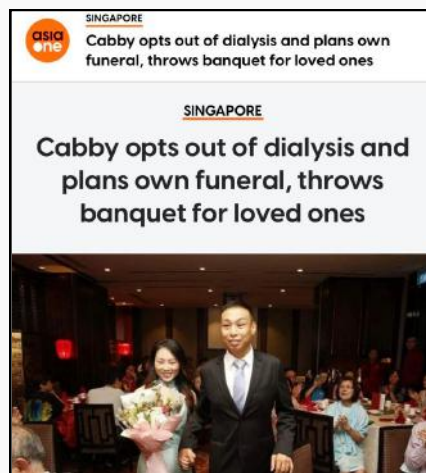 asia
one
SINGAPORE
Cabby opts out of dialysis and plans own
funeral, throws banquet for loved ones
SINGAPORE
Cabby opts out of dialysis and
plans own funeral, throws
banquet for loved ones